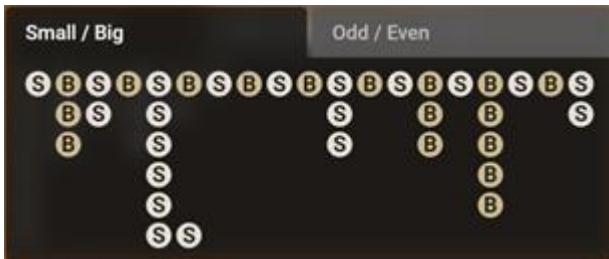 Small / Big Odd / Even
S B S B S B S B S B S B S B S B S B S
B S S S B B S
B S S B B
S B
S B
S S